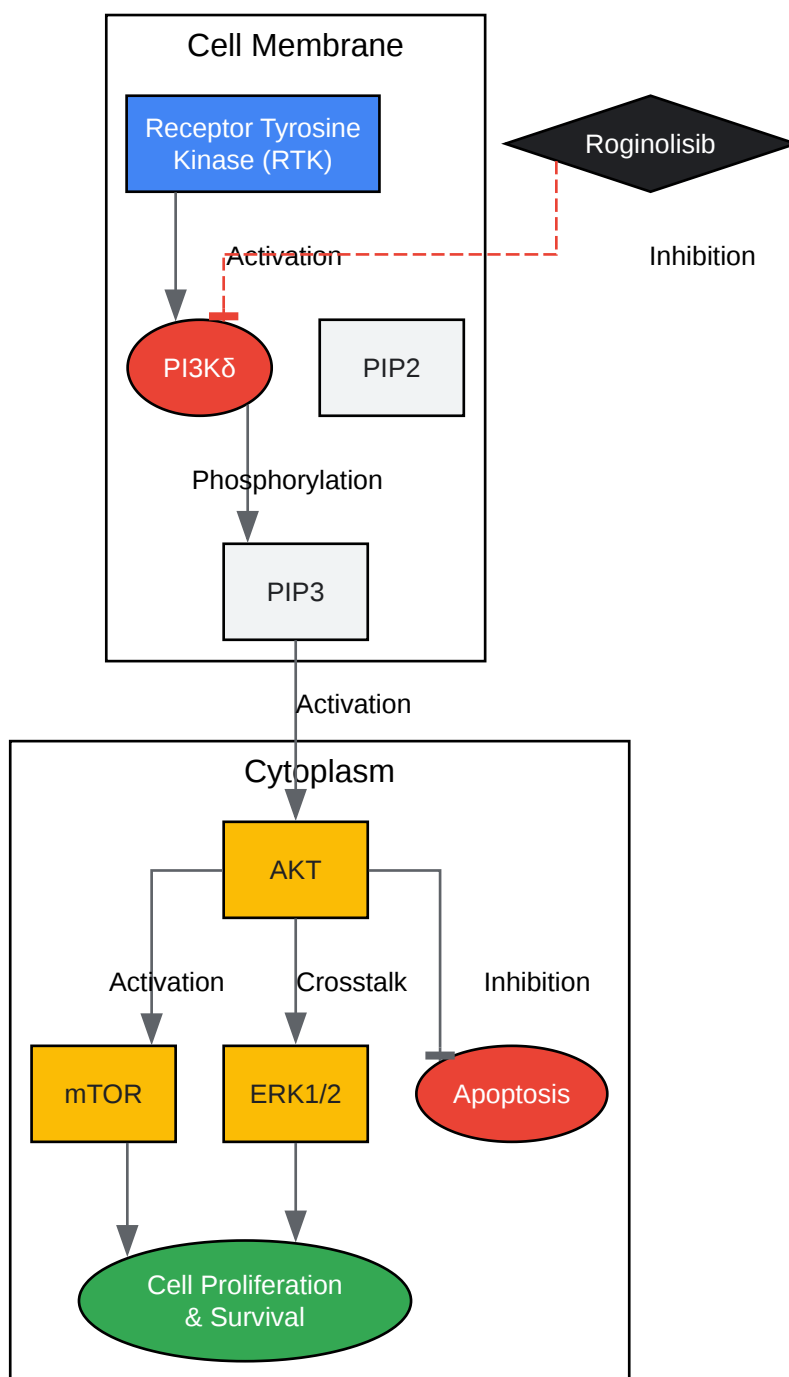 Cell Membrane
Receptor Tyrosine
Kinase (RTK)
Roginolisib
Activation
Inhibition
PI3Kδ
PIP2
Phosphorylation
PIP3
Activation
Cytoplasm
AKT
Activation
Crosstalk
Inhibition
mTOR
ERK1/2
Apoptosis
Cell Proliferation
& Survival